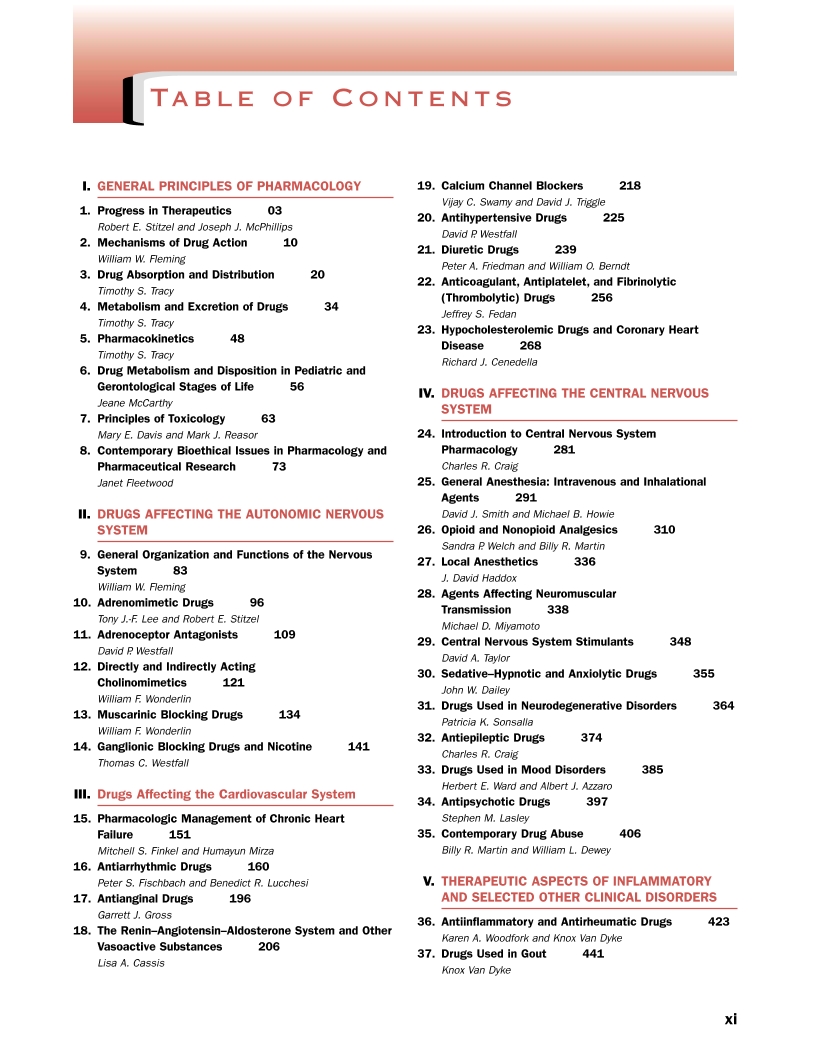 TABLE OF CONTENTS
I. GENERAL PRINCIPLES OF PHARMACOLOGY
1. Progress in Therapeutics 03
Robert E. Stitzel and Joseph J. McPhillips
2. Mechanisms of Drug Action 10
William W. Fleming
3. Drug Absorption and Distribution 20
Timothy S. Tracy
4. Metabolism and Excretion of Drugs 34
Timothy S. Tracy
5. Pharmacokinetics 48
Timothy S. Tracy
6. Drug Metabolism and Disposition in Pediatric and
Gerontological Stages of Life 56
Jeane McCarthy
7. Principles of Toxicology 63
Mary E. Davis and Mark J. Reasor
8. Contemporary Bioethical Issues in Pharmacology and
Pharmaceutical Research 73
Janet Fleetwood
II. DRUGS AFFECTING THE AUTONOMIC NERVOUS
SYSTEM
9. General Organization and Functions of the Nervous
System 83
William W. Fleming
10. Adrenomimetic Drugs 96
Tony J.-F. Lee and Robert E. Stitzel
11. Adrenoceptor Antagonists 109
David P. Westfall
12. Directly and Indirectly Acting
Cholinomimetics 121
William F. Wonderlin
13. Muscarinic Blocking Drugs 134
William F. Wonderlin
14. Ganglionic Blocking Drugs and Nicotine 141
Thomas C. Westfall
III. Drugs Affecting the Cardiovascular System
15. Pharmacologic Management of Chronic Heart
Failure 151
Mitchell S. Finkel and Humayun Mirza
16. Antiarrhythmic Drugs 160
Peter S. Fischbach and Benedict R. Lucchesi
17. Antianginal Drugs 196
Garrett J. Gross
18. The Renin–Angiotensin–Aldosterone System and Other
Vasoactive Substances 206
Lisa A. Cassis
19. Calcium Channel Blockers 218
Vijay C. Swamy and David J. Triggle
20. Antihypertensive Drugs 225
David P. Westfall
21. Diuretic Drugs 239
Peter A. Friedman and William O. Berndt
22. Anticoagulant, Antiplatelet, and Fibrinolytic
(Thrombolytic) Drugs 256
Jeffrey S. Fedan
23. Hypocholesterolemic Drugs and Coronary Heart
Disease 268
Richard J. Cenedella
IV. DRUGS AFFECTING THE CENTRAL NERVOUS
SYSTEM
24. Introduction to Central Nervous System
Pharmacology 281
Charles R. Craig
25. General Anesthesia: Intravenous and Inhalational
Agents 291
David J. Smith and Michael B. Howie
26. Opioid and Nonopioid Analgesics 310
Sandra P. Welch and Billy R. Martin
27. Local Anesthetics 336
J. David Haddox
28. Agents Affecting Neuromuscular
Transmission 338
Michael D. Miyamoto
29. Central Nervous System Stimulants 348
David A. Taylor
30. Sedative–Hypnotic and Anxiolytic Drugs 355
John W. Dailey
31. Drugs Used in Neurodegenerative Disorders 364
Patricia K. Sonsalla
32. Antiepileptic Drugs 374
Charles R. Craig
33. Drugs Used in Mood Disorders 385
Herbert E. Ward and Albert J. Azzaro
34. Antipsychotic Drugs 397
Stephen M. Lasley
35. Contemporary Drug Abuse 406
Billy R. Martin and William L. Dewey
V. THERAPEUTIC ASPECTS OF INFLAMMATORY
AND SELECTED OTHER CLINICAL DISORDERS
36. Antiinflammatory and Antirheumatic Drugs 423
Karen A. Woodfork and Knox Van Dyke
37. Drugs Used in Gout 441
Knox Van Dyke
xi